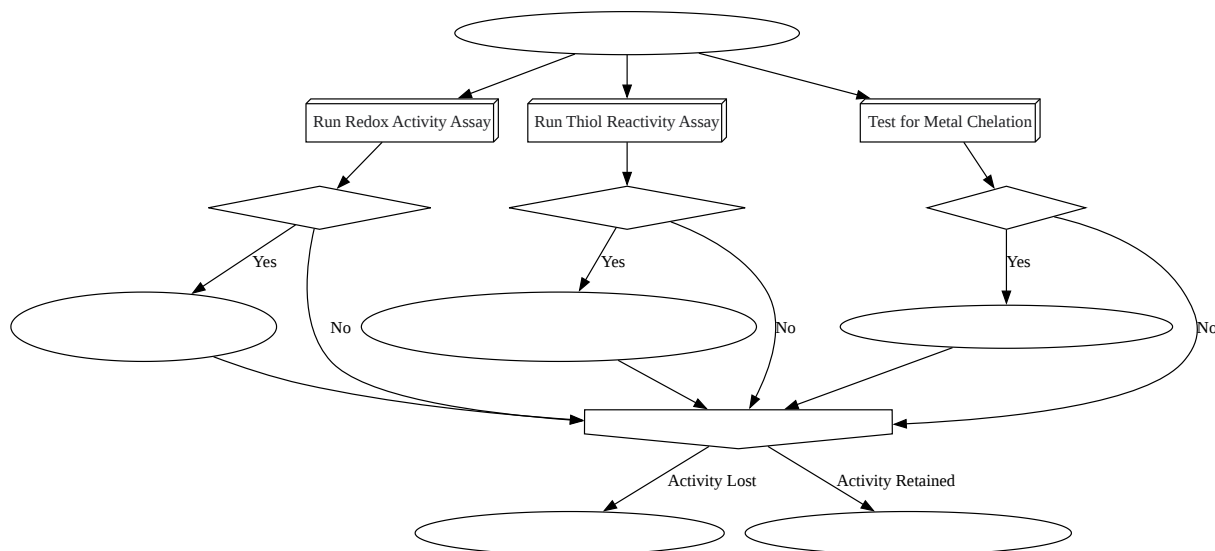 Run Redox Activity Assay
Run Thiol Reactivity Assay
Test for Metal Chelation
Yes
Yes
Yes
No
No
No
Activity Lost
Activity Retained